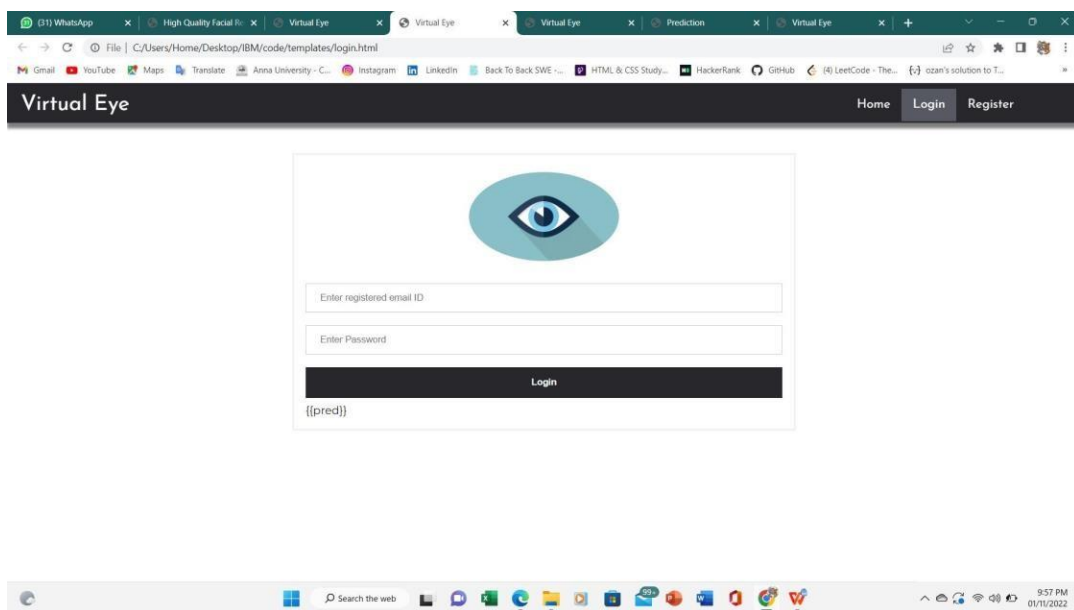 (31) WhatsApp High Quality Facial Re Virtual Eye Virtual Eye Virtual Eye Prediction Virtual Eye
File | C:/Users/Home/Desktop/IBM/code/templates/login.html
Gmail YouTube Maps Translate Anna University - C... Instagram LinkedIn Back To Back SWE -... HTML & CSS Study... HackerRank GitHub (4) LeetCode - The... ozan's solution to T...
Virtual Eye Home Login Register
Enter registered email ID
Enter Password
Login
{{pred}}
Search the web 99+ 9:57 PM
01/11/2022